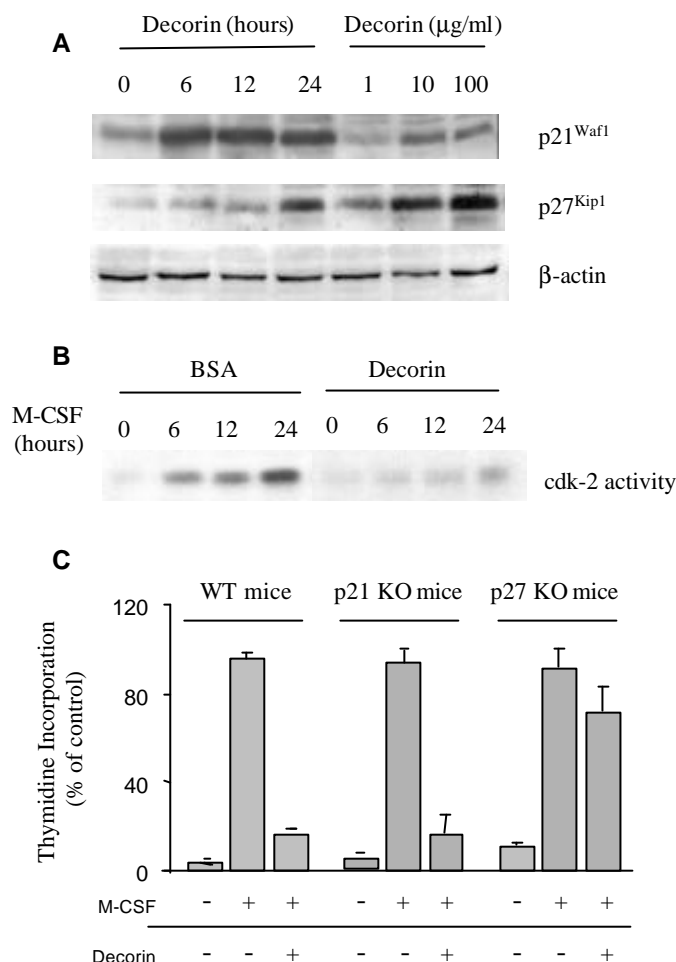 A
Decorin (hours) Decorin (μg/ml)
0 6 12 24 1 10 100
p21Waf1
p27Kip1
β-actin
B
BSA Decorin
M-CSF (hours)
0 6 12 24 0 6 12 24
cdk-2 activity
C
WT mice p21 KO mice p27 KO mice
Thymidine Incorporation
(% of control)
120
80
40
0
M-CSF - + + - + + - + +
Decorin - - + - - + - - +